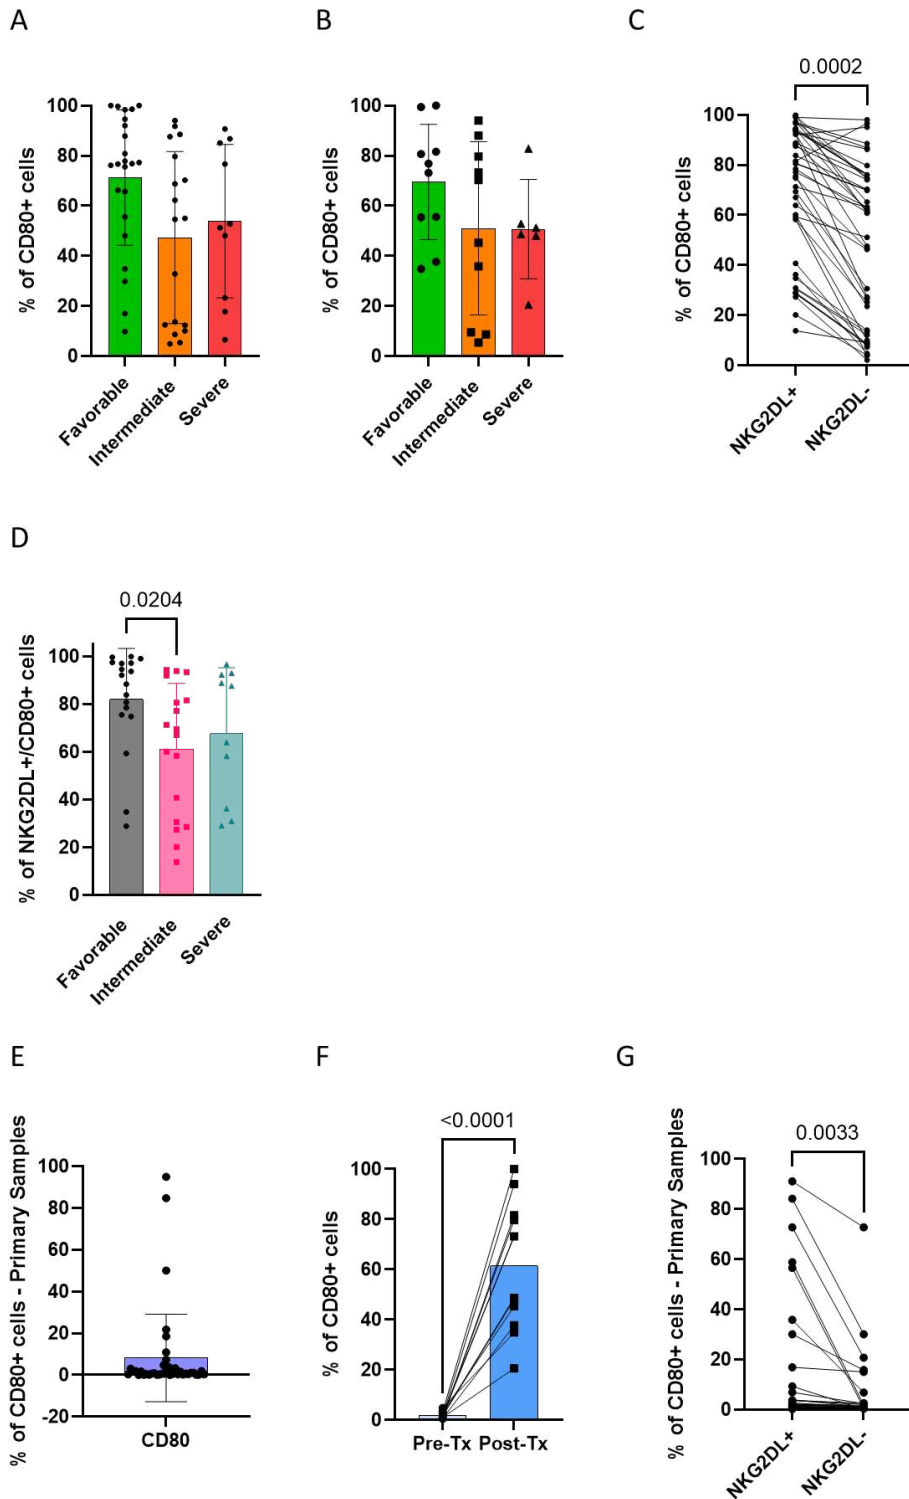 A
% of CD80+ cells
100
80
60
40
20
0
Favorable
Intermediate
Severe
B
% of CD80+ cells
100
80
60
40
20
0
Favorable
Intermediate
Severe
C
0.0002
% of CD80+ cells
100
80
60
40
20
0
NKG2DL+
NKG2DL-
D
0.0204
% of NKG2DL+/CD80+ cells
100
80
60
40
20
0
Favorable
Intermediate
Severe
E
% of CD80+ cells - Primary Samples
100
80
60
40
20
0
-20
CD80
F
<0.0001
% of CD80+ cells
100
80
60
40
20
0
Pre-Tx Post-Tx
G
0.0033
% of CD80+ cells - Primary Samples
100
80
60
40
20
0
NKG2DL+
NKG2DL-